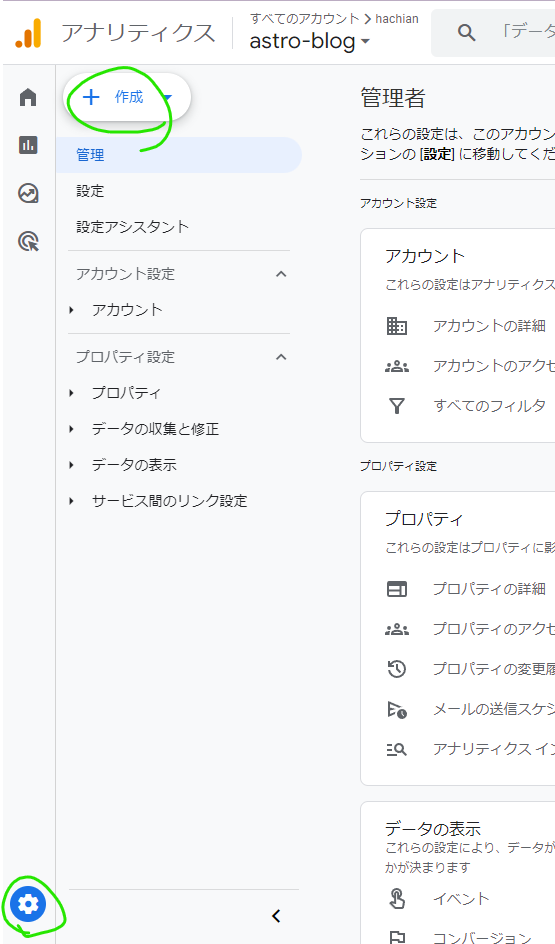 アナリティクス
すべてのアカウント > hachian
astro-blog
「デー
作成
管理
設定
設定アシスタント
アカウント設定
アカウント
プロパティ設定
プロパティ
データの収集と修正
データの表示
サービス間のリンク設定
管理者
これらの設定は、このアカウン
ションの [設定] に移動してくだ
アカウント設定
アカウント
これらの設定はアナリティクス
アカウントの詳細
アカウントのアクセ
すべてのフィルタ
プロパティ設定
プロパティ
これらの設定はプロパティに影
プロパティの詳細
プロパティのアクセ
プロパティの変更履
メールの送信スケジ
アナリティクス イン
データの表示
これらの設定により、データが
かが決まります
イベント
コンバージョン